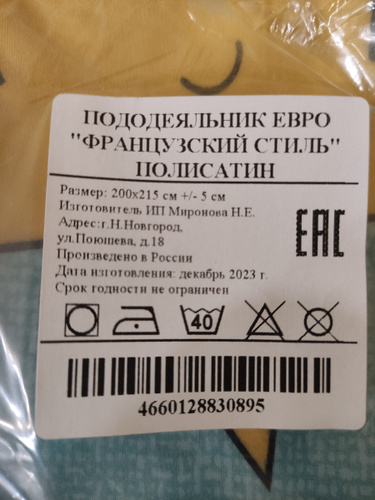 ПОДОДЕЯЛЬНИК ЕВРО
"ФРАНЦУЗСКИЙ СТИЛЬ"
ПОЛИСАТИН
Размер: 200х215 см +/- 5 см
Изготовитель ИП Миронова Н.Е.
Адрес:г.Н.Новгород,
ул.Поющева, д.18
Произведено в России
Дата изготовления: декабрь 2023 г.
Срок годности не ограничен
ЕАС
40
4660128830895